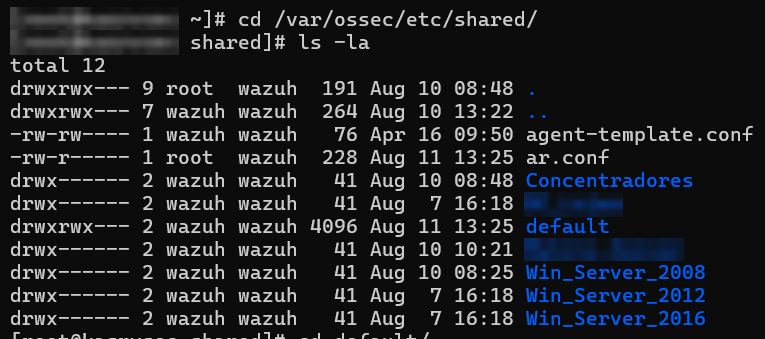 ~]# cd /var/ossec/etc/shared/
shared]# ls -la
total 12
drwxrwx--- 9 root  wazuh  191 Aug 10 08:48 .
drwxrwx--- 7 wazuh wazuh  264 Aug 10 13:22 ..
-rw-rw---- 1 wazuh wazuh   76 Apr 16 09:50 agent-template.conf
-rw-r----- 1 root  wazuh  228 Aug 11 13:25 ar.conf
drwx------ 2 wazuh wazuh   41 Aug 10 08:48 Concentradores
drwx------ 2 wazuh wazuh   41 Aug  7 16:18
drwxrwx--- 2 wazuh wazuh 4096 Aug 11 13:25 default
drwx------ 2 wazuh wazuh   41 Aug 10 10:21
drwx------ 2 wazuh wazuh   41 Aug 10 08:25 Win_Server_2008
drwx------ 2 wazuh wazuh   41 Aug  7 16:18 Win_Server_2012
drwx------ 2 wazuh wazuh   41 Aug  7 16:18 Win_Server_2016